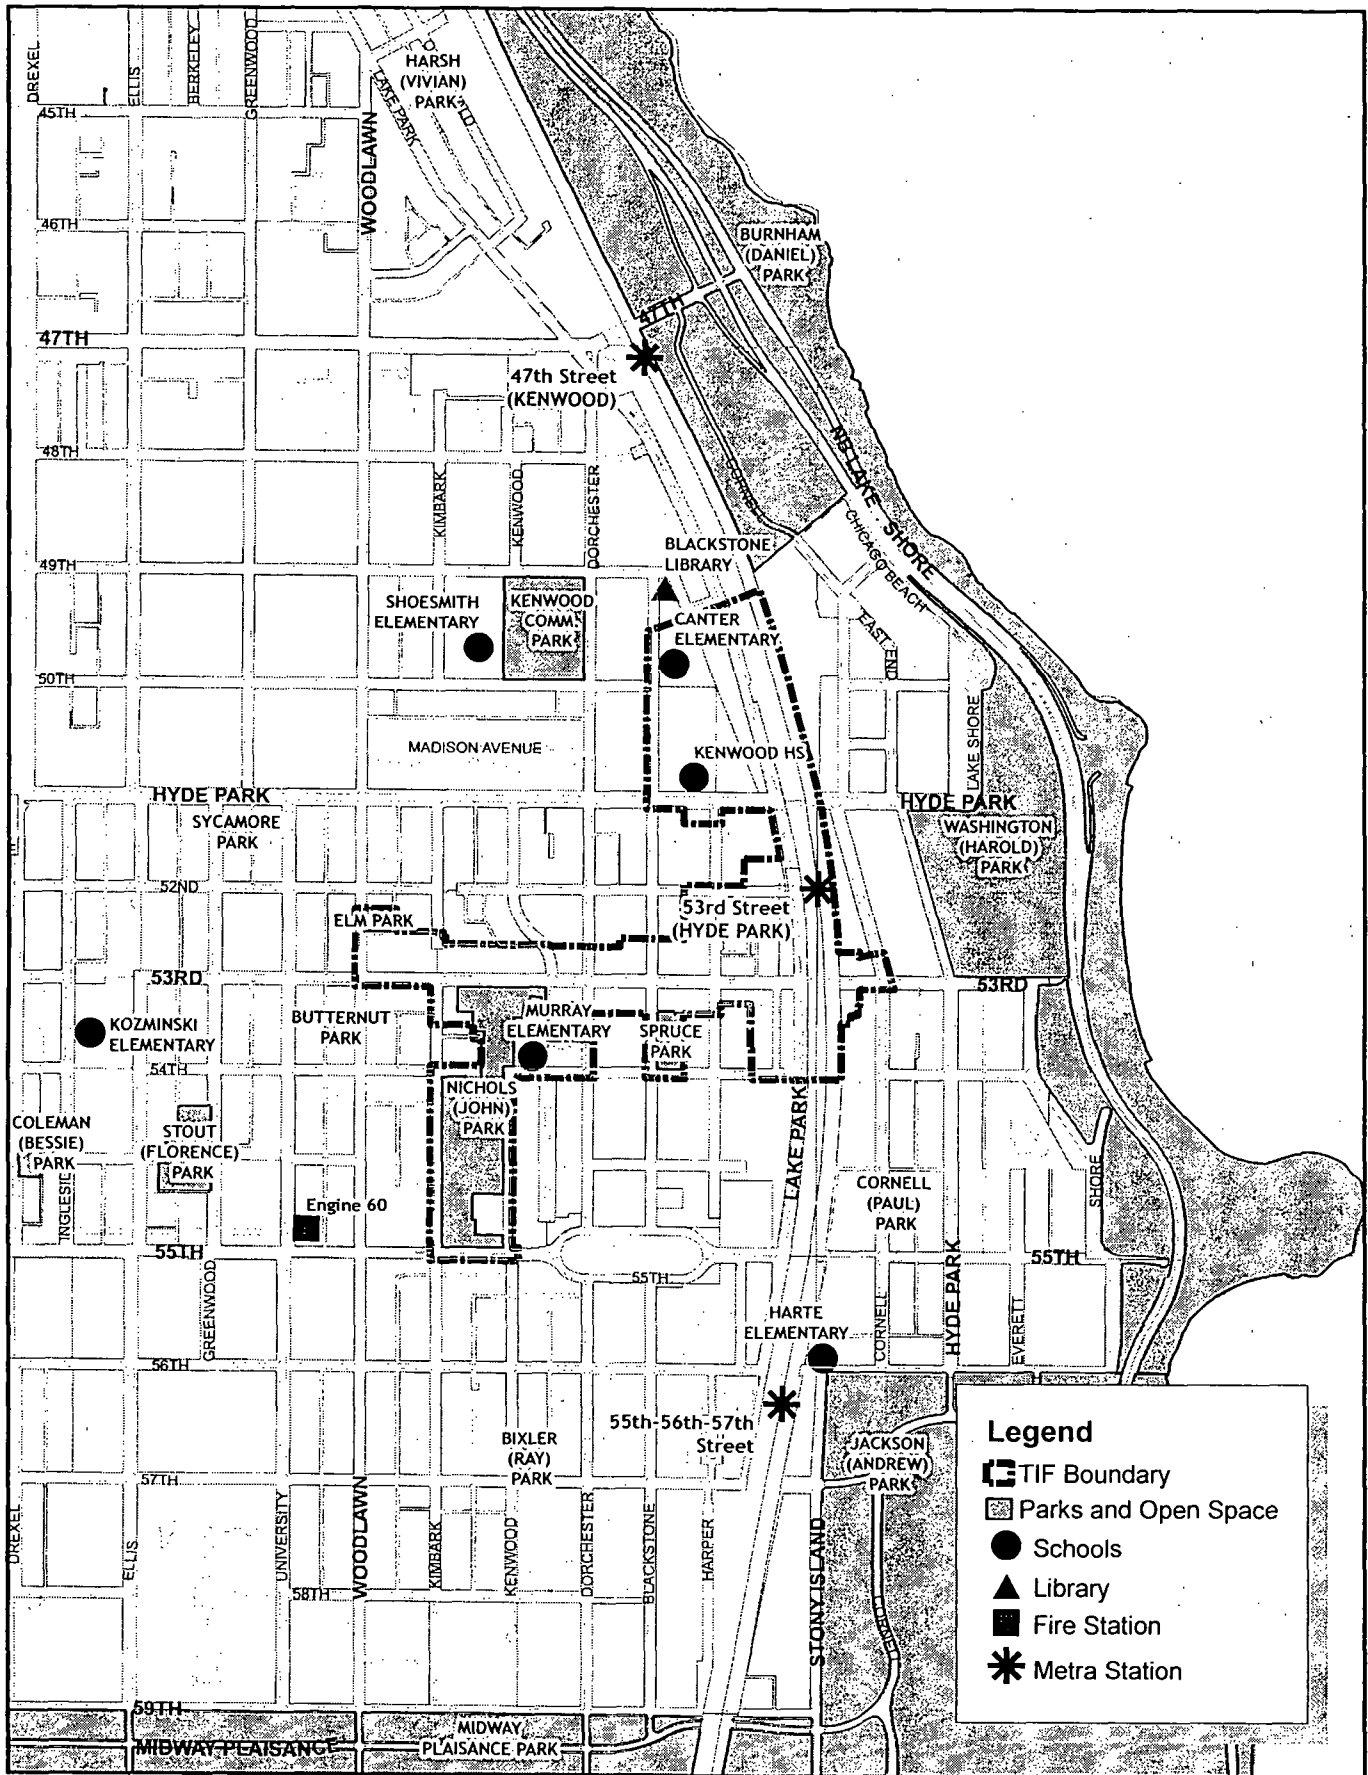 DREXEL
ELLIS
BERKELEY
GREENWOOD
HARSH
(VIVIAN)
PARK
LAKE PARK
45TH
WOODLAWN
46TH
BURNHAM
(DANIEL)
PARK
47TH
47TH
47th Street
(KENWOOD)
48TH
KIMBARK
KENWOOD
DORCHESTER
CORNELL
NB LAKE SHORE
CHICAGO BEACH
49TH
BLACKSTONE
LIBRARY
SHOESMITH
ELEMENTARY
KENWOOD
COMM.
PARK
CANTER
ELEMENTARY
EAST END
50TH
MADISON AVENUE
KENWOOD HS
LAKE SHORE
HYDE PARK
HYDE PARK
SYCAMORE
PARK
WASHINGTON
(HAROLD)
PARK
52ND
ELM PARK
53rd Street
(HYDE PARK)
53RD
53RD
KOZMINSKI
ELEMENTARY
BUTTERNUT
PARK
MURRAY
ELEMENTARY
SPRUCE
PARK
54TH
NICHOLS
(JOHN)
PARK
LAKE PARK
COLEMAN
(BESSIE)
PARK
STOUT
(FLORENCE)
PARK
INGLESIDE
CORNELL
(PAUL)
PARK
SHORE
Engine 60
55TH
55TH
55TH
GREENWOOD
HYDE PARK
HARTE
ELEMENTARY
CORNELL
EVERETT
56TH
55th-56th-57th
Street
BIXLER
(RAY)
PARK
JACKSON
(ANDREW)
PARK
57TH
DREXEL
ELLIS
UNIVERSITY
WOODLAWN
KIMBARK
KENWOOD
DORCHESTER
BLACKSTONE
HARPER
STONY ISLAND
CORNELL
58TH
59TH
MIDWAY PLAISANCE
MIDWAY
PLAISANCE PARK
Legend
TIF Boundary
Parks and Open Space
Schools
Library
Fire Station
Metra Station